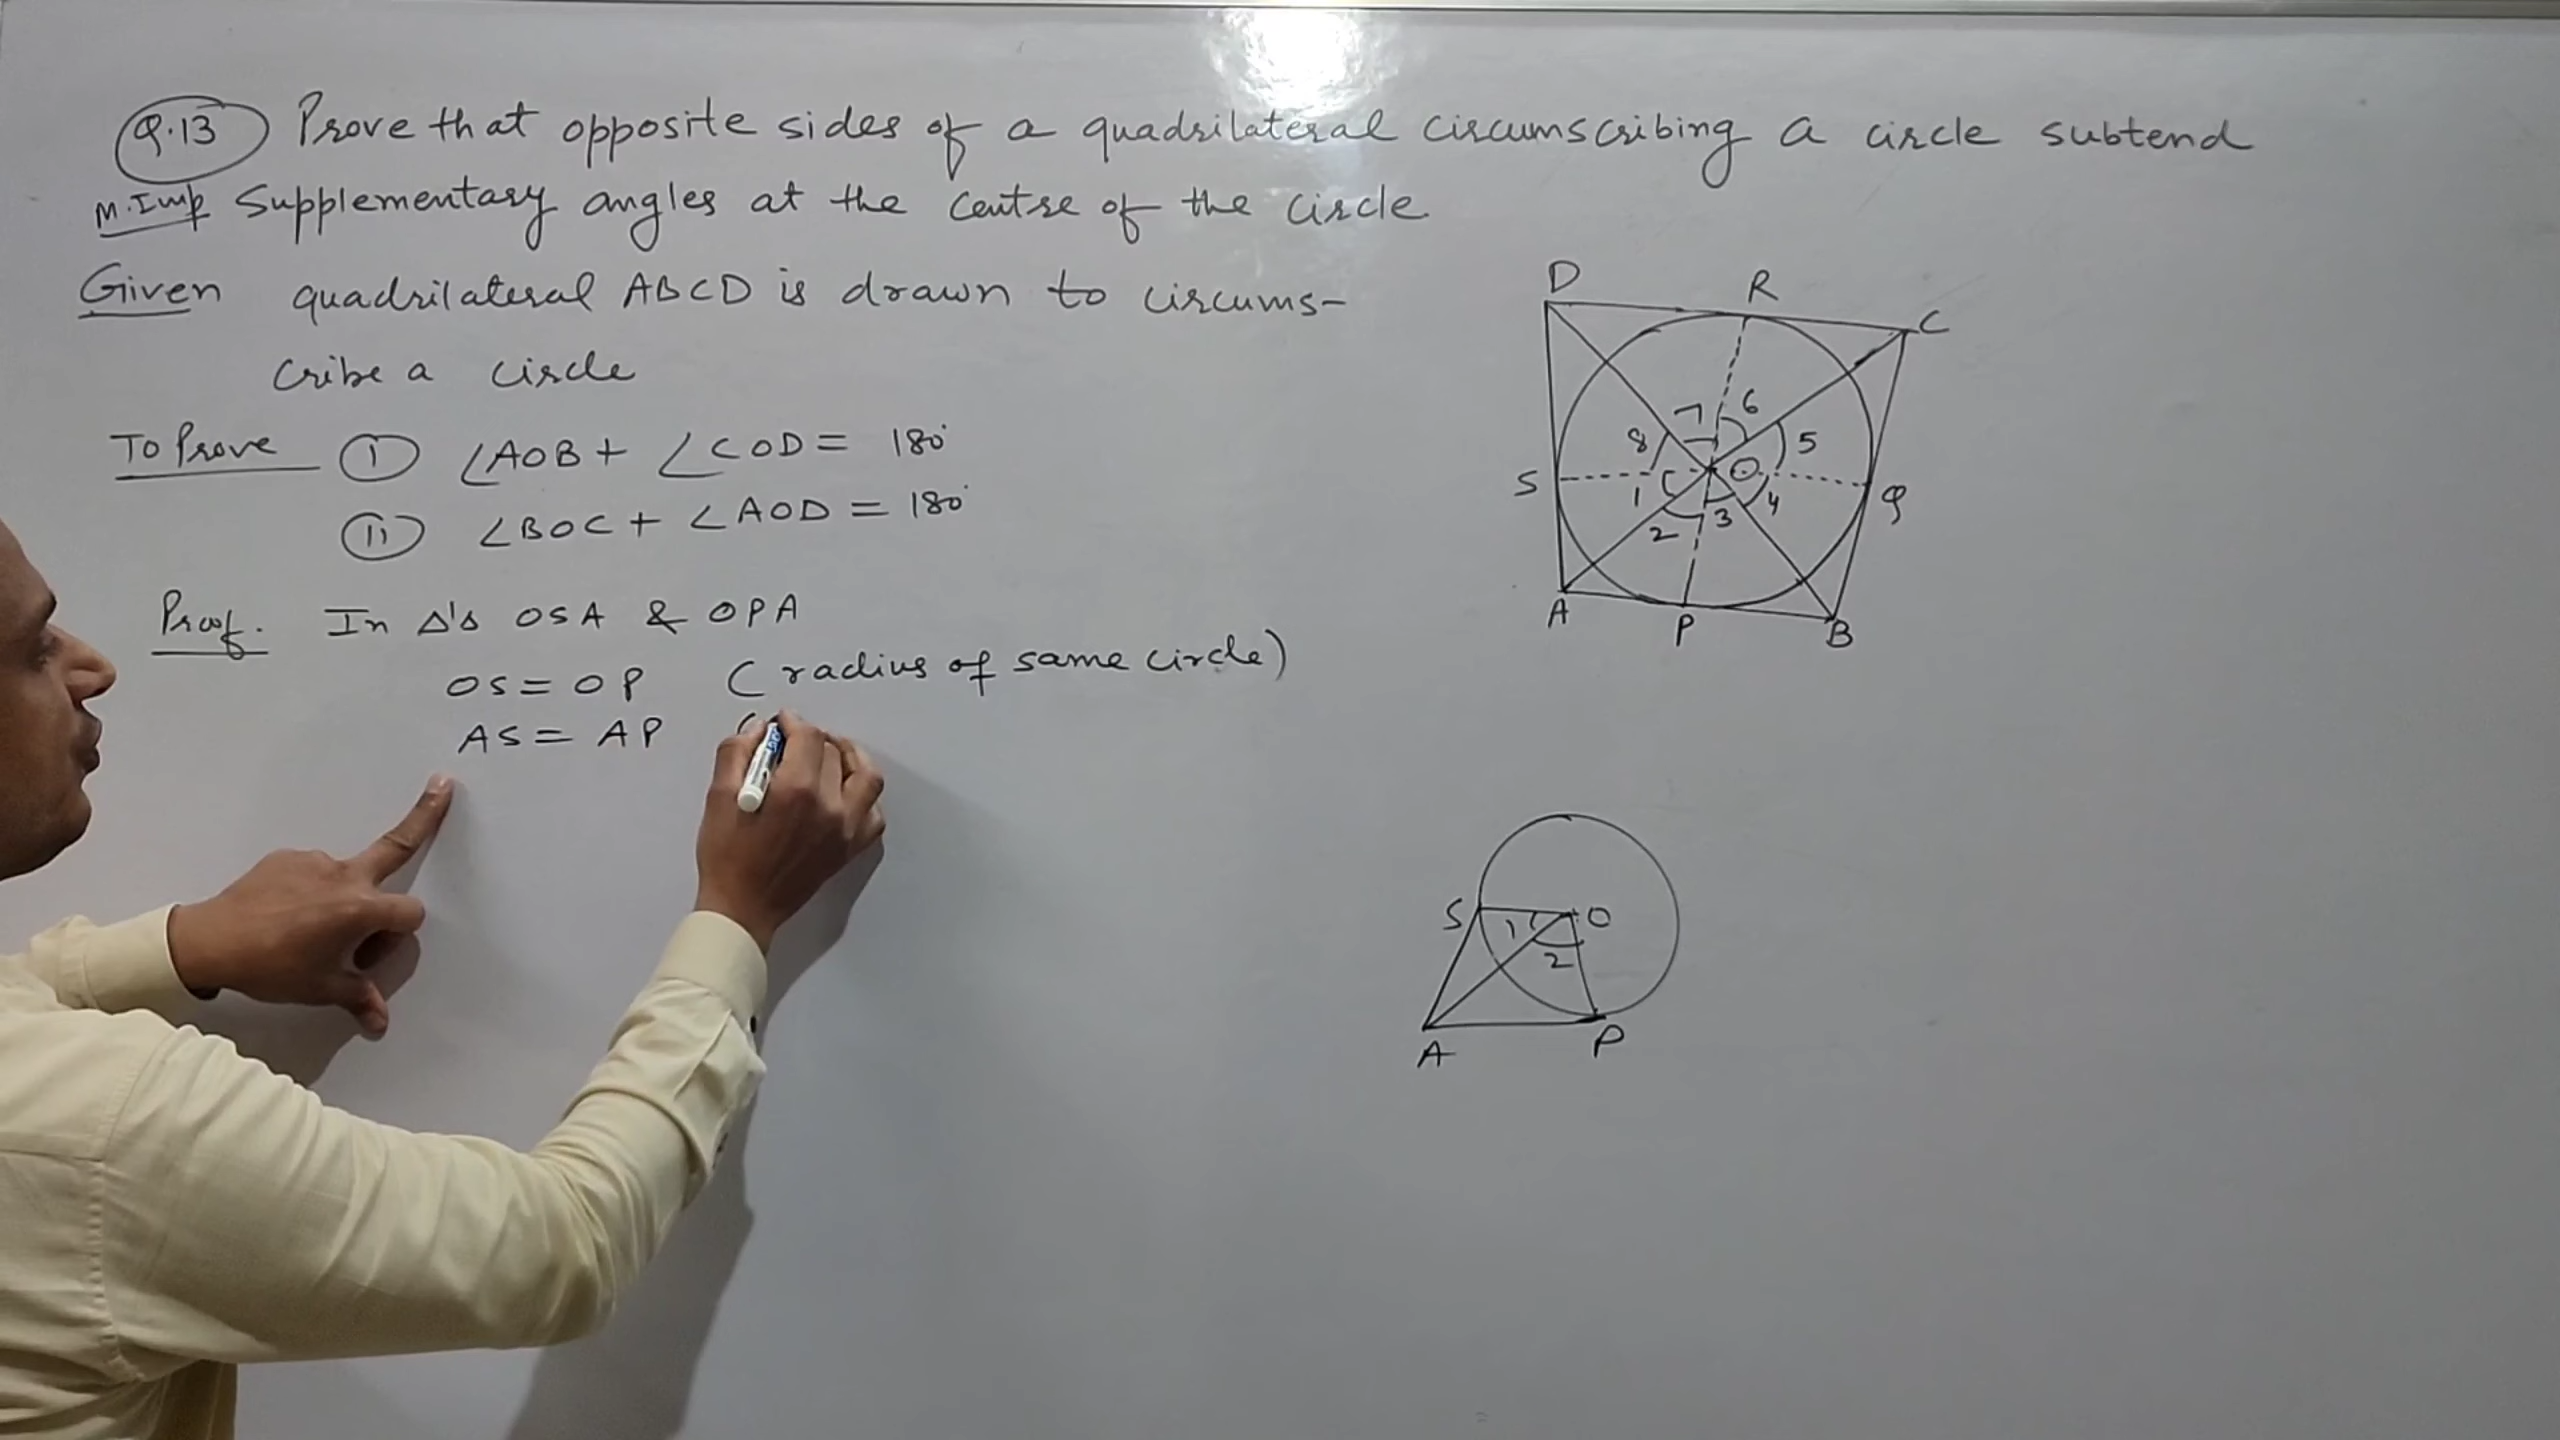 Q.13 Prove that opposite sides of a quadrilateral circumscribing a circle subtend
M.Imp Supplementary angles at the centre of the circle.
Given quadrilateral ABCD is drawn to circums-
cribe a circle
To Prove (I) ∠AOB + ∠COD = 180°
(II) ∠BOC + ∠AOD = 180°
Proof. In Δ's OSA & OPA
OS = OP (radius of same circle)
AS = AP (
D R C
7 6
8 5
S O Q
1 4
2 3
A P B
S 1 O
2
A P